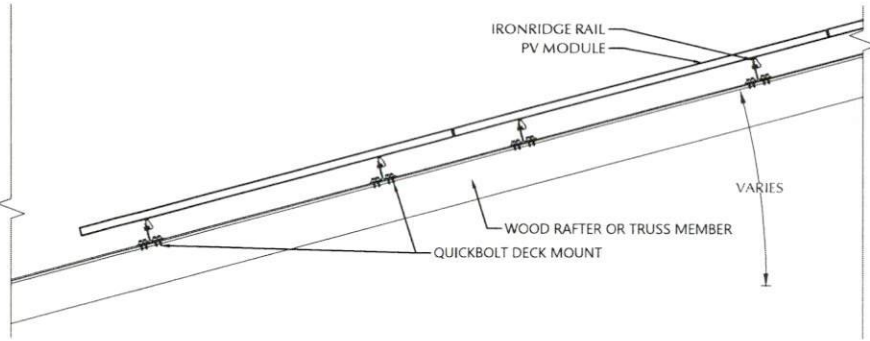 IRONRIDGE RAIL
PV MODULE
VARIES
WOOD RAFTER OR TRUSS MEMBER
QUICKBOLT DECK MOUNT